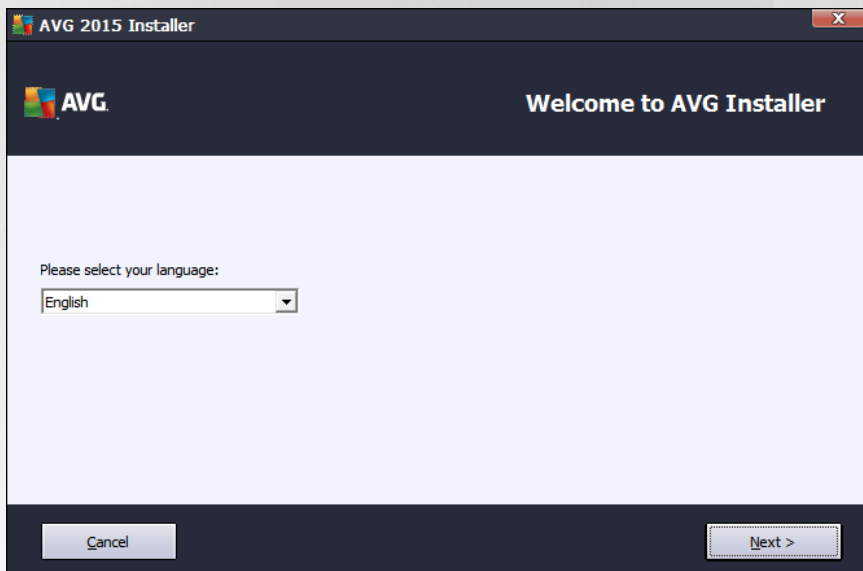 AVG 2015 Installer
AVG.
Welcome to AVG Installer
Please select your language:
English
Cancel
Next >